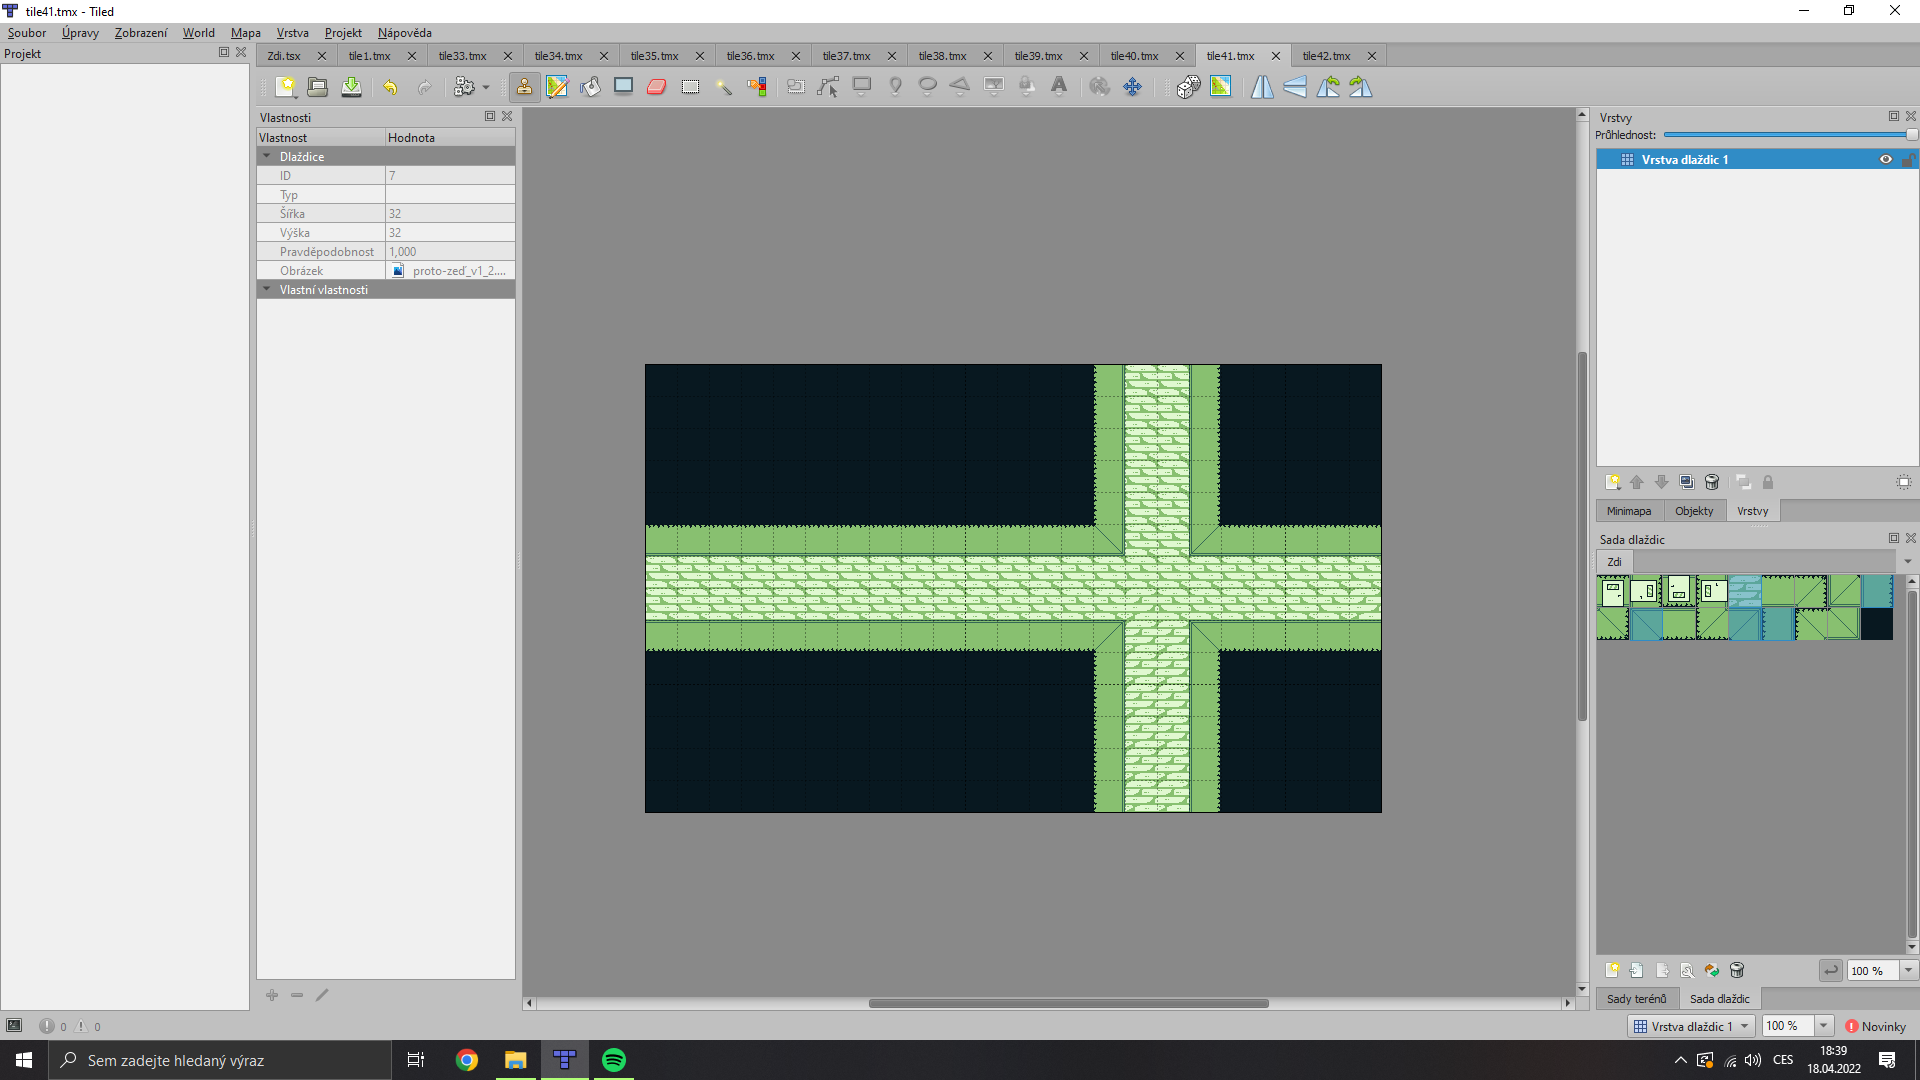 tile41.tmx - Tiled
Soubor Úpravy Zobrazení World Mapa Vrstva Projekt Nápověda
Projekt
Zdi.tsx tile1.tmx tile33.tmx tile34.tmx tile35.tmx tile36.tmx tile37.tmx tile38.tmx tile39.tmx tile40.tmx tile41.tmx tile42.tmx
Vlastnosti
Vlastnost Hodnota
Dlaždice
ID 7
Typ
Šířka 32
Výška 32
Pravděpodobnost 1,000
Obrázek proto-zeď_v1_2....
Vlastní vlastnosti
Vrstvy
Průhlednost:
Vrstva dlaždic 1
Minimapa Objekty Vrstvy
Sada dlaždic
Zdi
100 %
Sady terénů Sada dlaždic
0 0
Vrstva dlaždic 1 100 % Novinky
Sem zadejte hledaný výraz
CES
18:39
18.04.2022